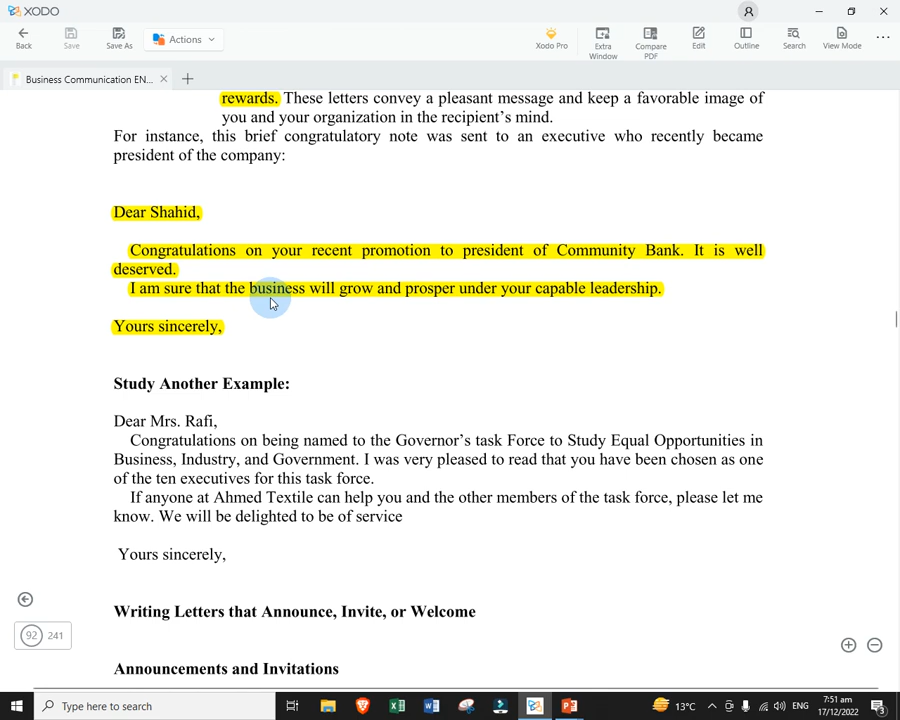 XODO
Back
Save
Save As
Actions
Xodo Pro
Extra Window
Compare PDF
Edit
Outline
Search
View Mode
Business Communication EN...
rewards. These letters convey a pleasant message and keep a favorable image of
you and your organization in the recipient's mind.
For instance, this brief congratulatory note was sent to an executive who recently became
president of the company:
Dear Shahid,
Congratulations on your recent promotion to president of Community Bank. It is well
deserved.
I am sure that the business will grow and prosper under your capable leadership.
Yours sincerely,
Study Another Example:
Dear Mrs. Rafi,
Congratulations on being named to the Governor's task Force to Study Equal Opportunities in
Business, Industry, and Government. I was very pleased to read that you have been chosen as one
of the ten executives for this task force.
If anyone at Ahmed Textile can help you and the other members of the task force, please let me
know. We will be delighted to be of service
Yours sincerely,
Writing Letters that Announce, Invite, or Welcome
92 241
Announcements and Invitations
Type here to search
13°C
ENG
7:51 am
17/12/2022
3